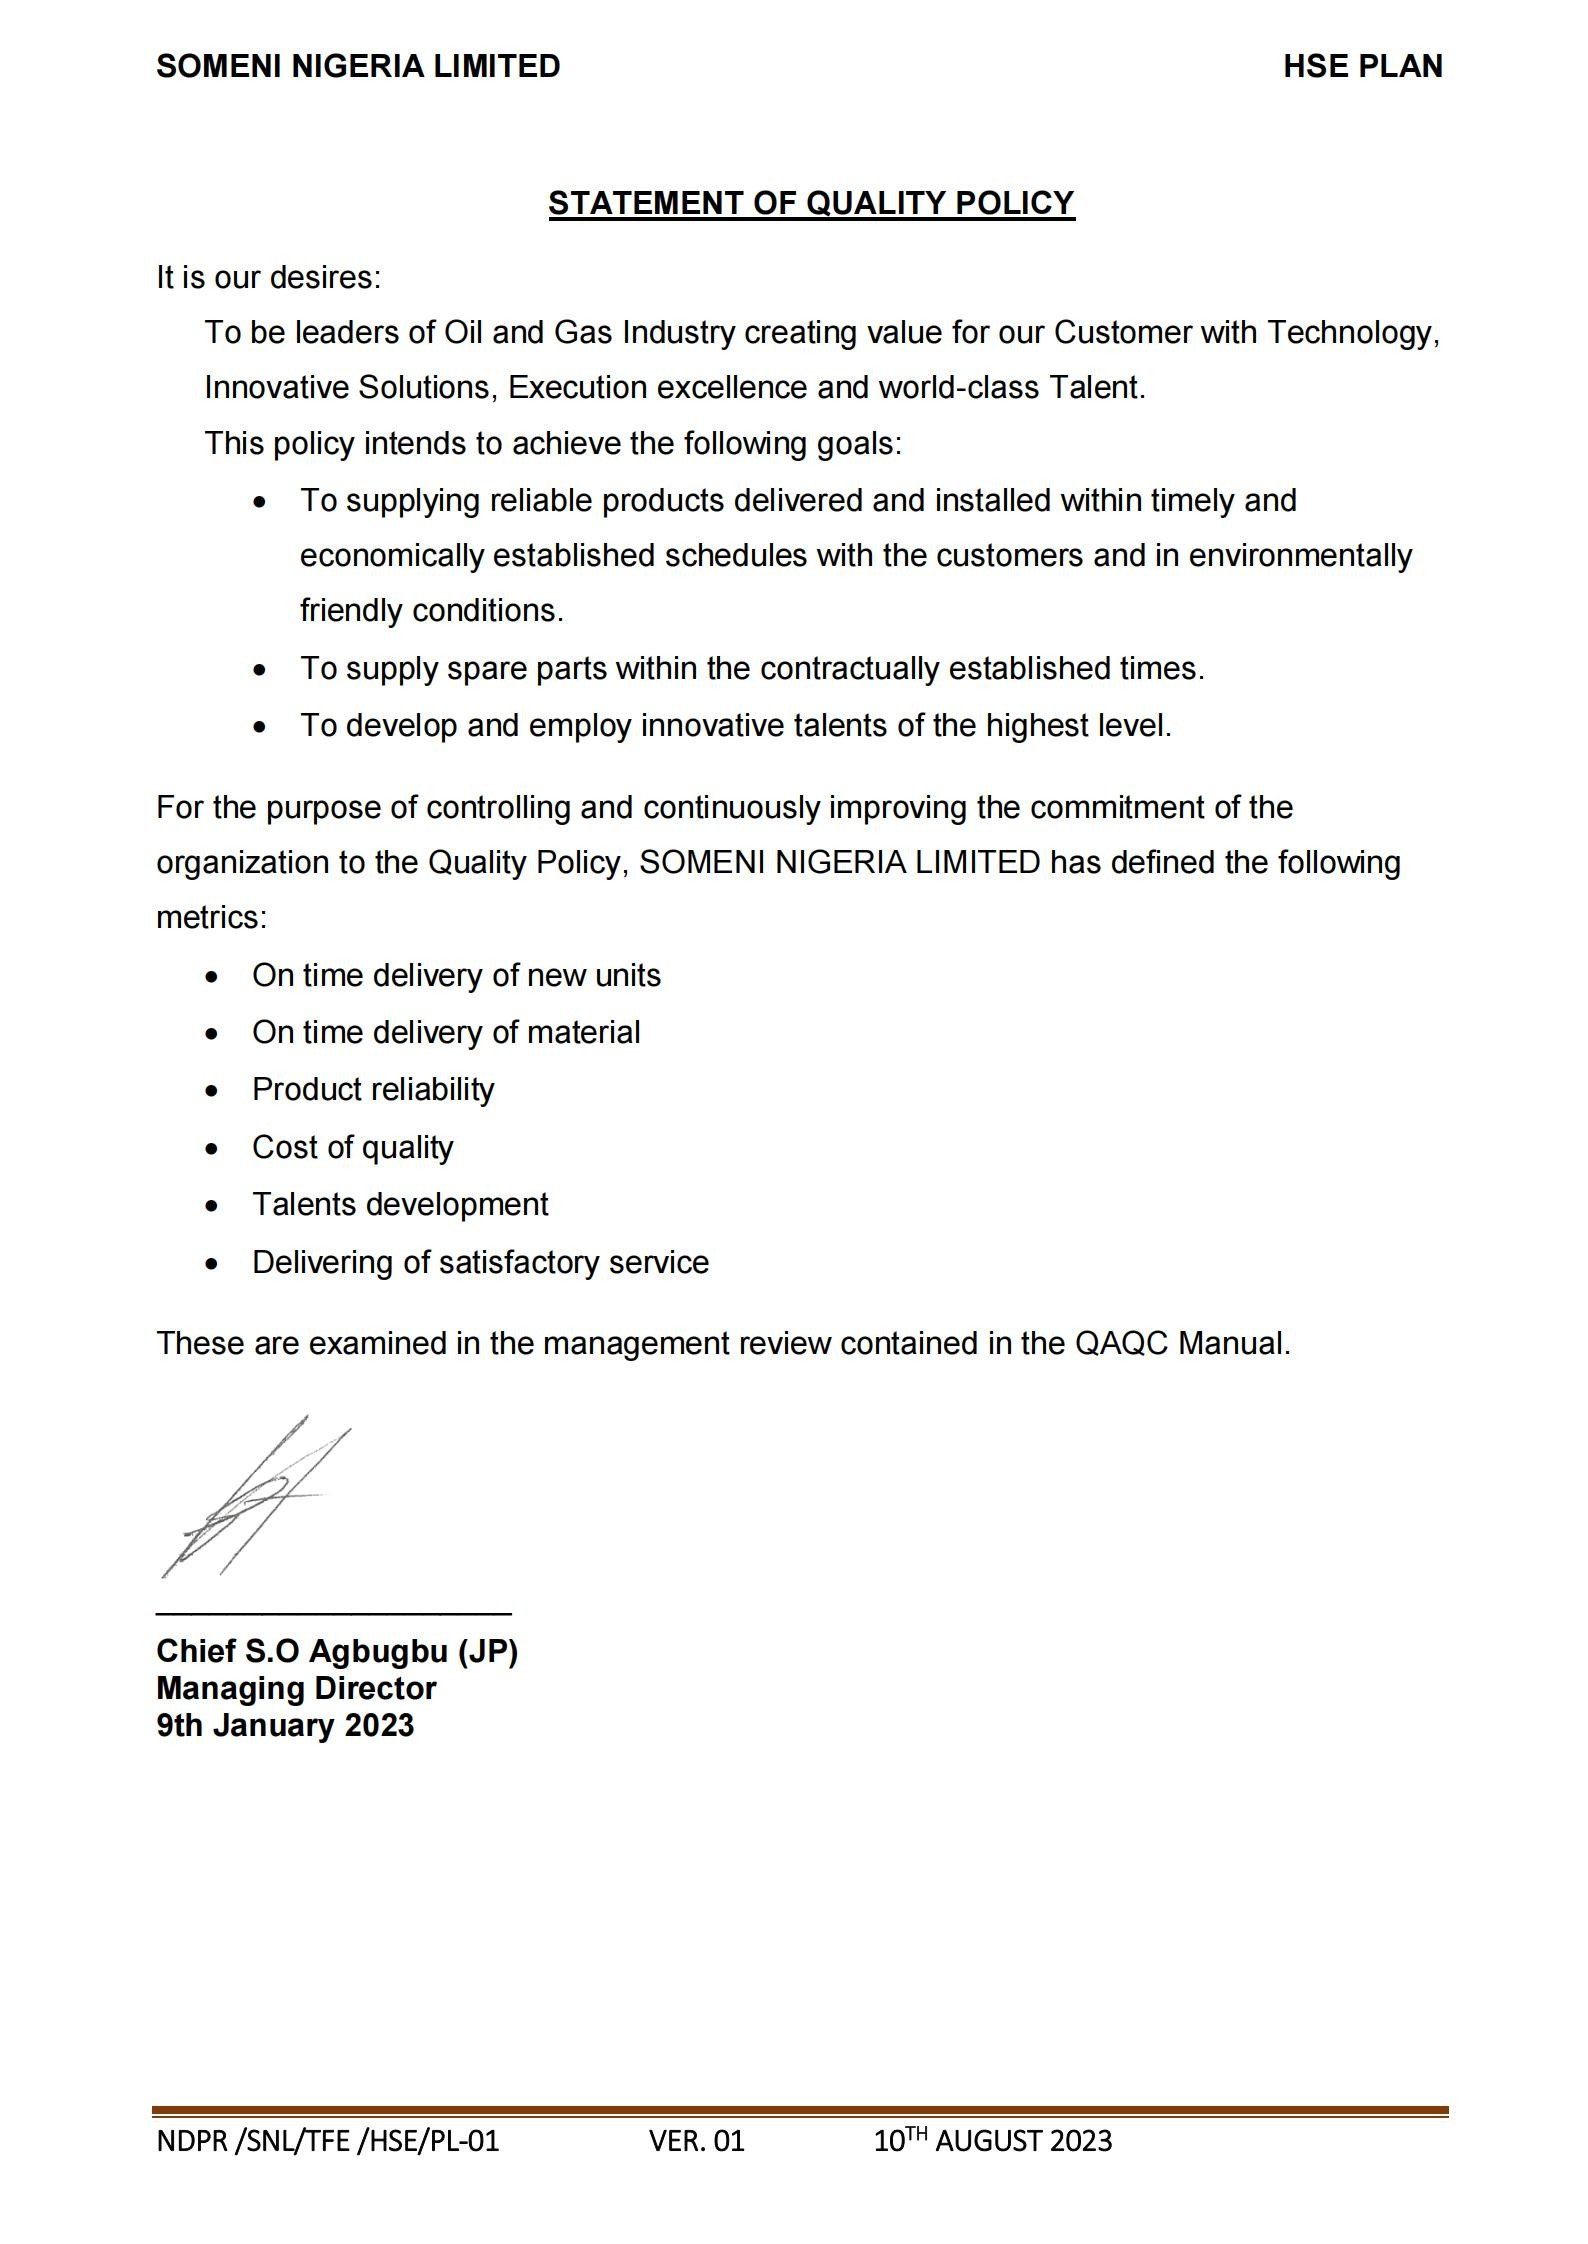 SOMENI NIGERIA LIMITED HSE PLAN
STATEMENT OF QUALITY POLICY
It is our desires:
To be leaders of Oil and Gas Industry creating value for our Customer with Technology,
Innovative Solutions, Execution excellence and world-class Talent.
This policy intends to achieve the following goals:
• To supplying reliable products delivered and installed within timely and
economically established schedules with the customers and in environmentally
friendly conditions.
• To supply spare parts within the contractually established times.
• To develop and employ innovative talents of the highest level.
For the purpose of controlling and continuously improving the commitment of the
organization to the Quality Policy, SOMENI NIGERIA LIMITED has defined the following
metrics:
• On time delivery of new units
• On time delivery of material
• Product reliability
• Cost of quality
• Talents development
• Delivering of satisfactory service
These are examined in the management review contained in the QAQC Manual.
Chief S.O Agbugbu (JP)
Managing Director
9th January 2023
NDPR /SNL/TFE /HSE/PL-01 VER. 01 10TH AUGUST 2023